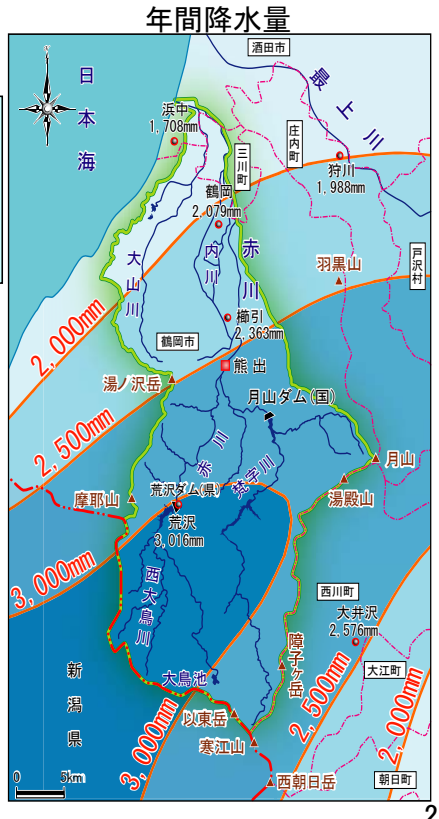 年間降水量
酒田市
日本海
最上川
浜中
1,708mm
庄内町
三川町
狩川
1,988mm
鶴岡
2,079mm
戸沢村
大山川
内川
赤川
羽黒山
櫛引
2,363mm
2,000mm
鶴岡市
熊出
湯ノ沢岳
月山ダム(国)
2,500mm
赤川
梵字川
月山
湯殿山
摩耶山
荒沢ダム(県)
荒沢
3,016mm
3,000mm
西大鳥川
西川町
大井沢
2,576mm
障子ヶ岳
新潟県
大鳥池
大江町
以東岳
2,500mm
寒江山
3,000mm
2,000mm
西朝日岳
朝日町
0 5km
2